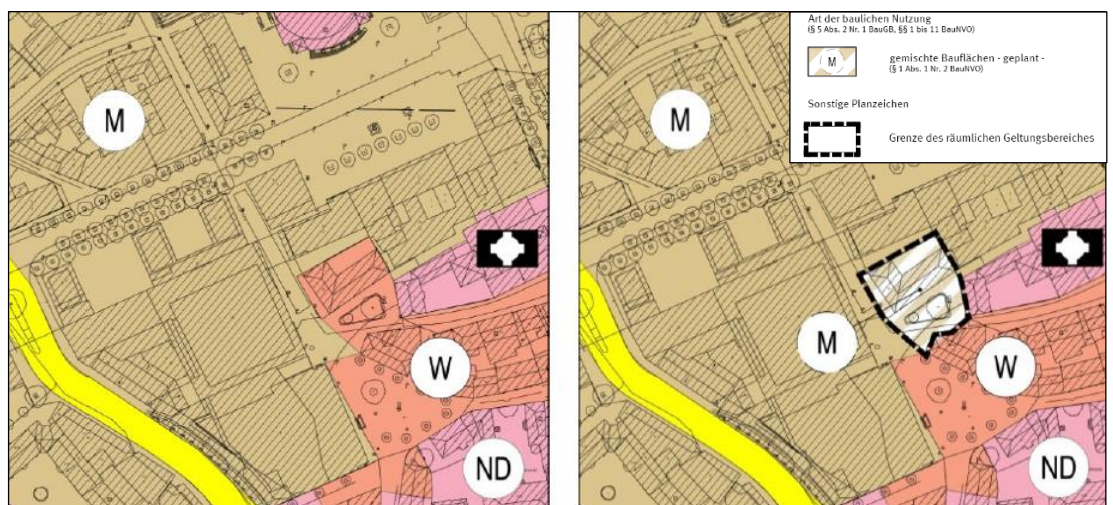 M
W
ND
Art der baulichen Nutzung
(§ 5 Abs. 2 Nr. 1 BauGB, §§ 1 bis 11 BauNVO)
M
gemischte Bauflächen - geplant -
(§ 1 Abs. 1 Nr. 2 BauNVO)
Sonstige Planzeichen
Grenze des räumlichen Geltungsbereiches
M
M
W
ND